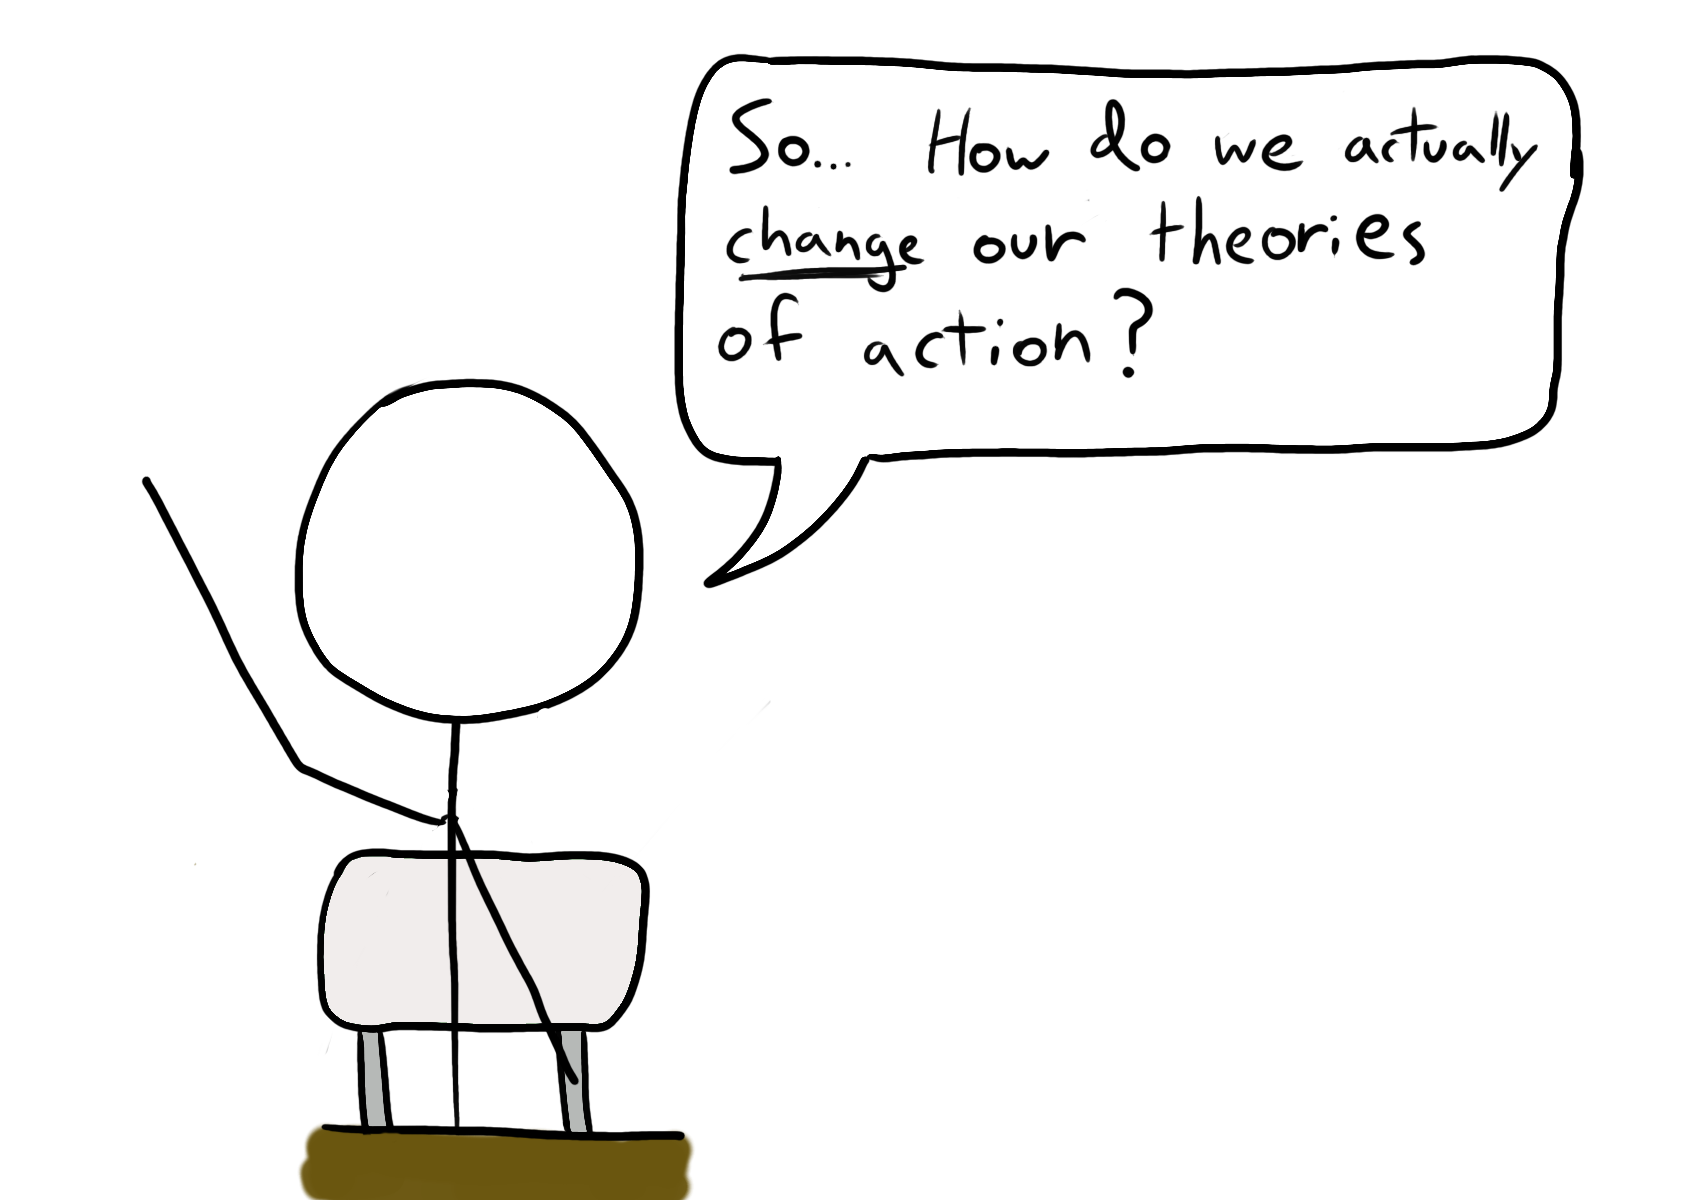 So... How do we actually
change our theories
of action?